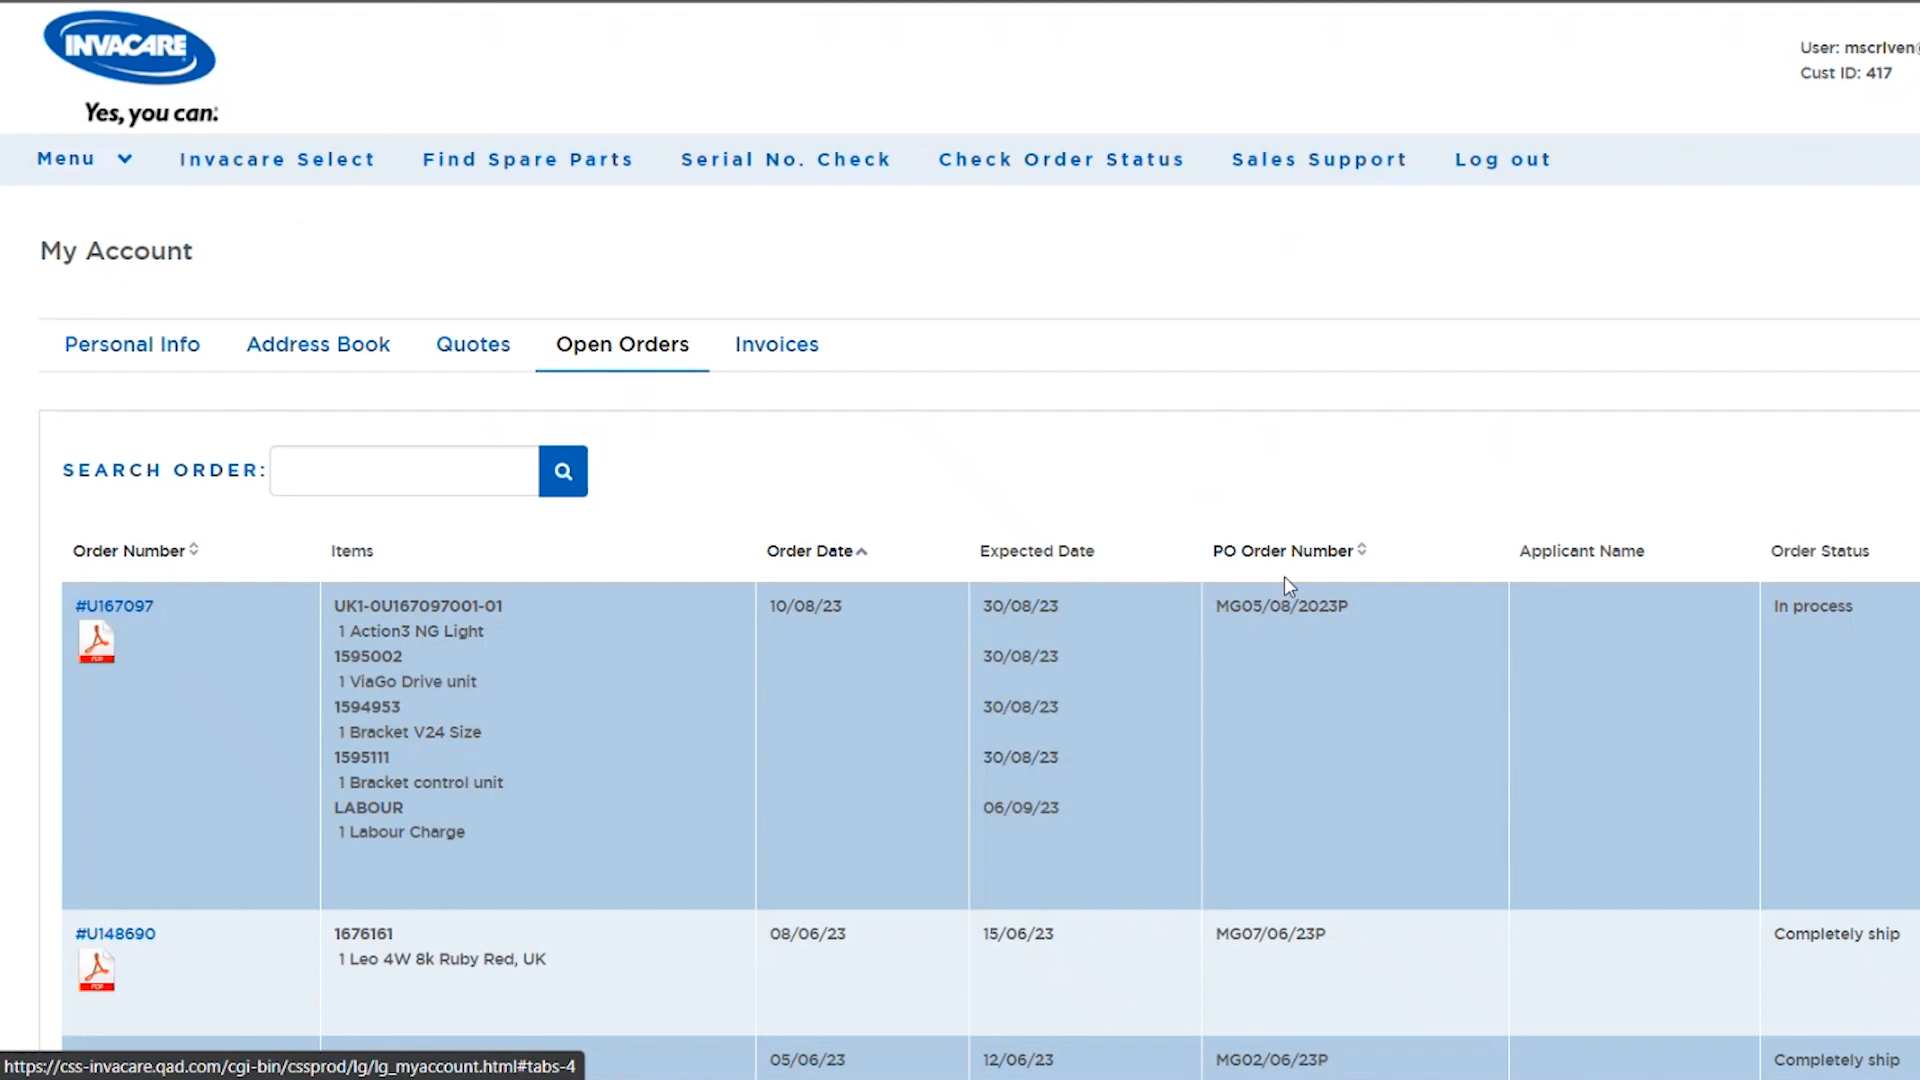 INVACARE
Yes, you can.
User: mscriven@
Cust ID: 417
Menu Invacare Select Find Spare Parts Serial No. Check Check Order Status Sales Support Log out
My Account
Personal Info Address Book Quotes Open Orders Invoices
SEARCH ORDER:
Order Number Items Order Date Expected Date PO Order Number Applicant Name Order Status
#U167097 UK1-0U167097001-01 10/08/23 30/08/23 MG05/08/2023P In process
1 Action3 NG Light
1595002 30/08/23
1 ViaGo Drive unit
1594953 30/08/23
1 Bracket V24 Size
1595111 30/08/23
1 Bracket control unit
LABOUR 06/09/23
1 Labour Charge
#U148690 1676161 08/06/23 15/06/23 MG07/06/23P Completely ship
1 Leo 4W 8k Ruby Red, UK
05/06/23 12/06/23 MG02/06/23P Completely ship
https://css-invacare.qad.com/cgi-bin/cssprod/lg/lg_myaccount.html#tabs-4